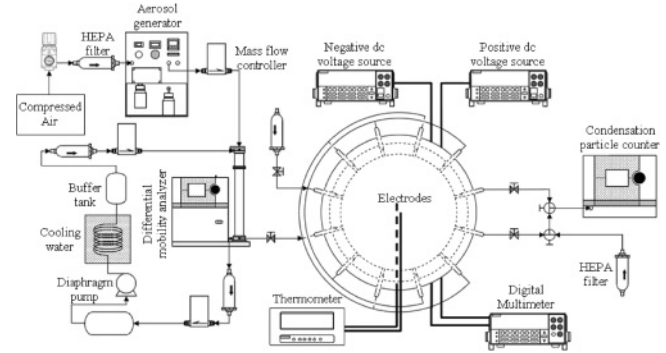 Aerosol
generator
HEPA
filter
Mass flow
controller
Compressed
Air
Negative dc
voltage source
Positive dc
voltage source
Condensation
particle counter
Buffer
tank
Cooling
water
Diaphragm
pump
Differential
mobility analyzer
Electrodes
Thermometer
Digital
Multimeter
HEPA
filter